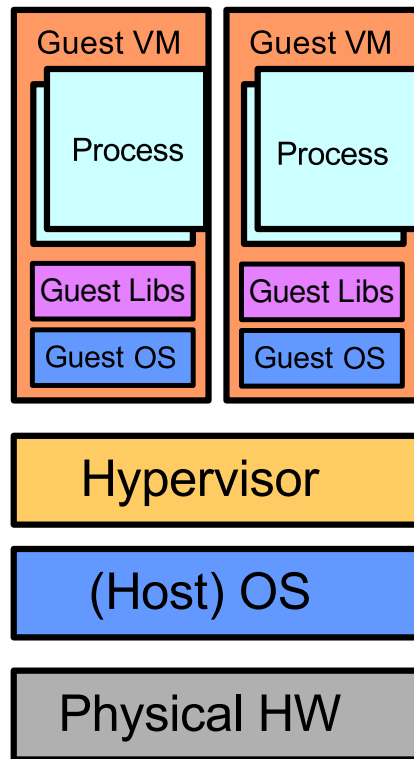 Guest VM
Process
Guest Libs
Guest OS
Guest VM
Process
Guest Libs
Guest OS
Hypervisor
(Host) OS
Physical HW